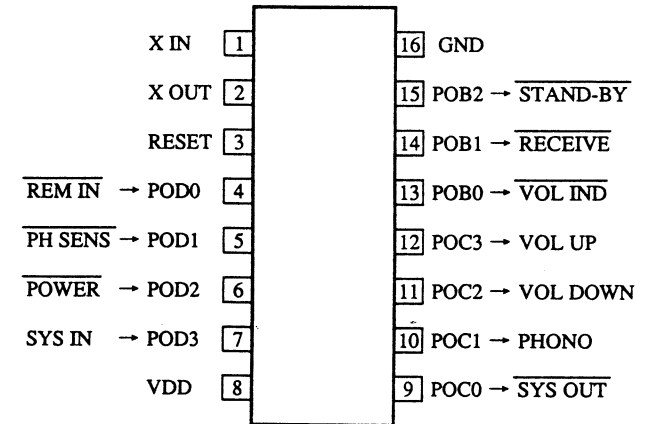 X IN 1 16 GND
X OUT 2 15 POB2 → STAND-BY
RESET 3 14 POB1 → RECEIVE
REM IN → POD0 4 13 POB0 → VOL IND
PH SENS → POD1 5 12 POC3 → VOL UP
POWER → POD2 6 11 POC2 → VOL DOWN
SYS IN → POD3 7 10 POC1 → PHONO
VDD 8 9 POC0 → SYS OUT